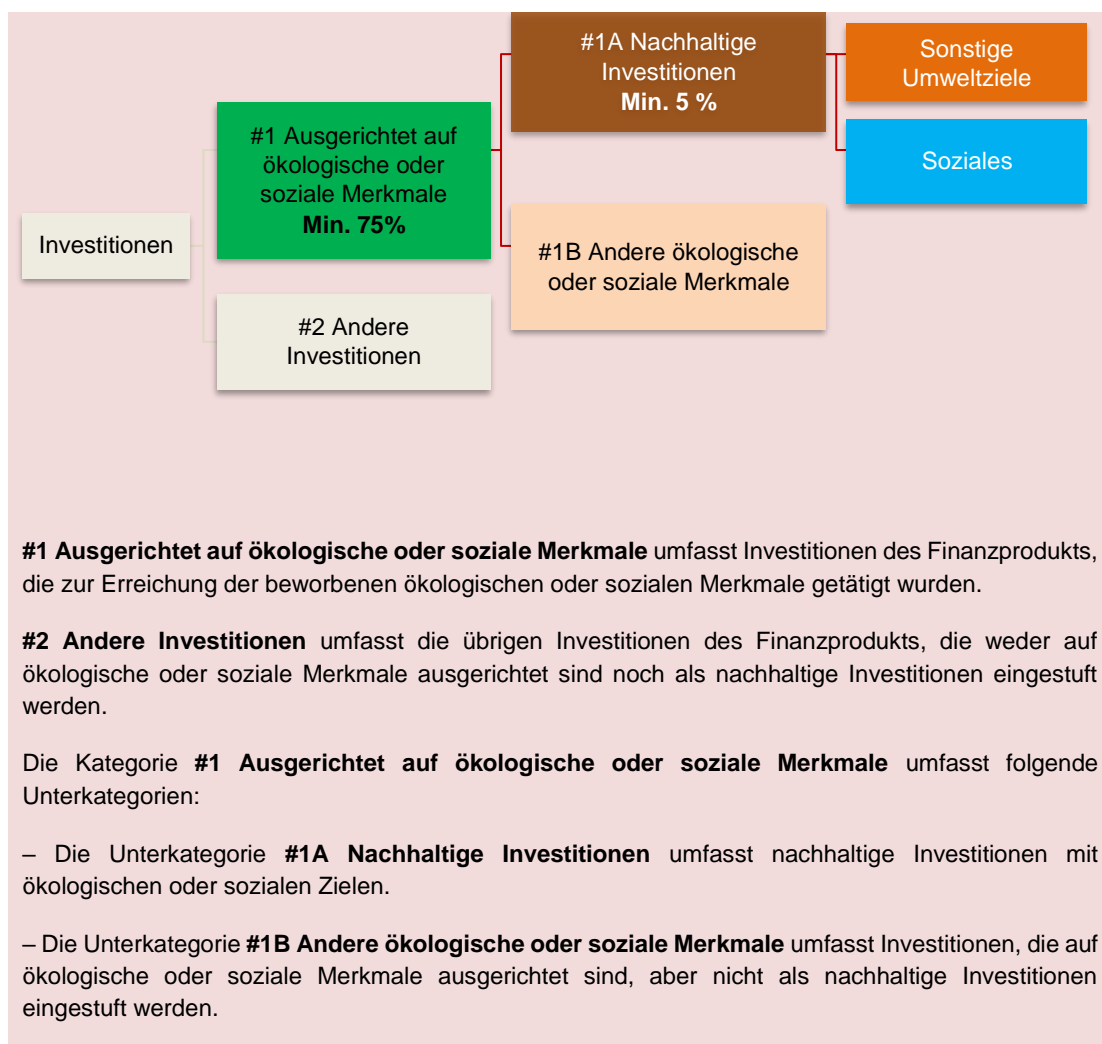 #1A Nachhaltige
Investitionen
Min. 5 %
Sonstige
Umweltziele
#1 Ausgerichtet auf
ökologische oder
soziale Merkmale
Min. 75%
Soziales
Investitionen
#1B Andere ökologische
oder soziale Merkmale
#2 Andere
Investitionen
#1 Ausgerichtet auf ökologische oder soziale Merkmale umfasst Investitionen des Finanzprodukts,
die zur Erreichung der beworbenen ökologischen oder sozialen Merkmale getätigt wurden.
#2 Andere Investitionen umfasst die übrigen Investitionen des Finanzprodukts, die weder auf
ökologische oder soziale Merkmale ausgerichtet sind noch als nachhaltige Investitionen eingestuft
werden.
Die Kategorie #1 Ausgerichtet auf ökologische oder soziale Merkmale umfasst folgende
Unterkategorien:
– Die Unterkategorie #1A Nachhaltige Investitionen umfasst nachhaltige Investitionen mit
ökologischen oder sozialen Zielen.
– Die Unterkategorie #1B Andere ökologische oder soziale Merkmale umfasst Investitionen, die auf
ökologische oder soziale Merkmale ausgerichtet sind, aber nicht als nachhaltige Investitionen
eingestuft werden.